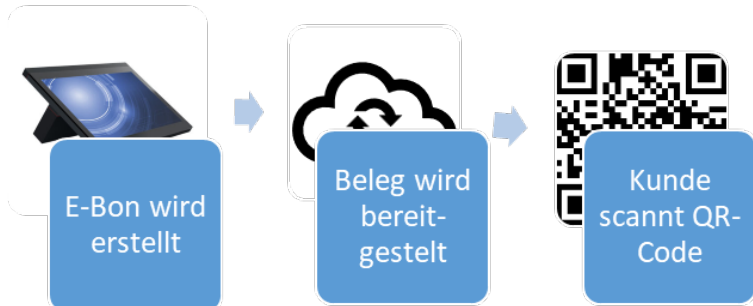 E-Bon wird
erstellt
Beleg wird
bereit-
gestelt
Kunde
scannt QR-
Code